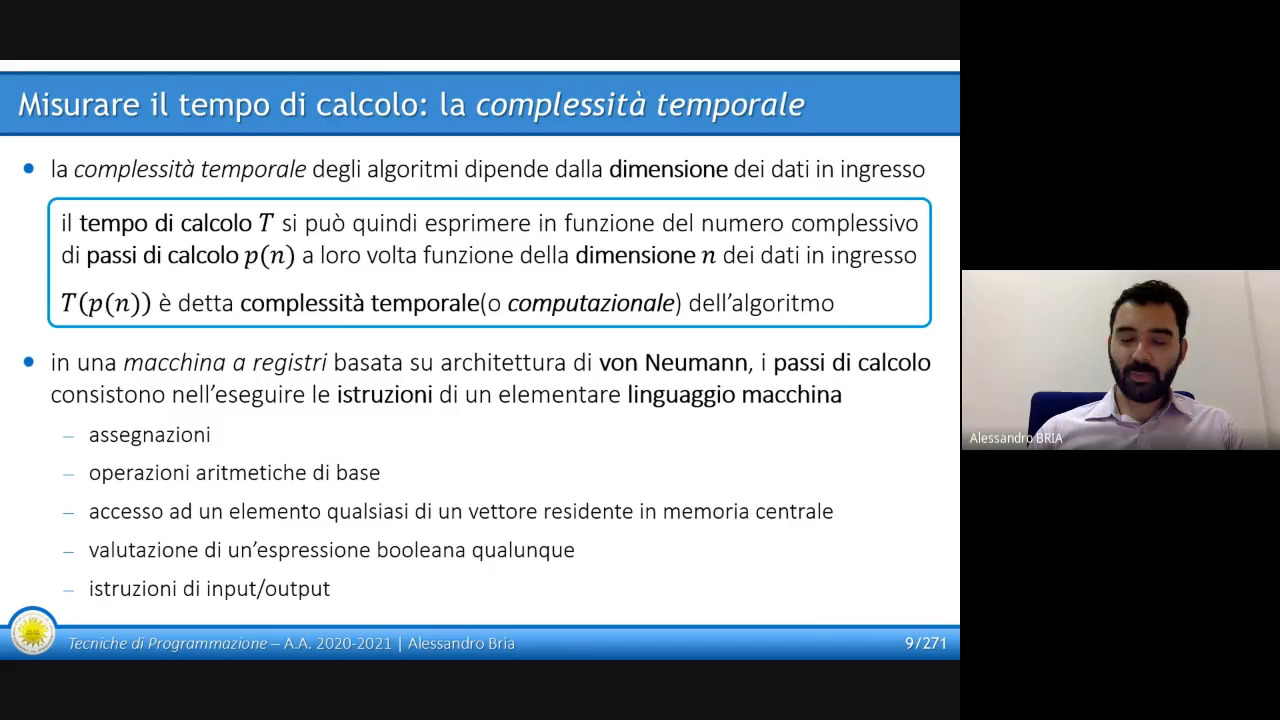 Misurare il tempo di calcolo: la complessità temporale
la complessità temporale degli algoritmi dipende dalla dimensione dei dati in ingresso
il tempo di calcolo T si può quindi esprimere in funzione del numero complessivo
di passi di calcolo p(n) a loro volta funzione della dimensione n dei dati in ingresso
T(p(n)) è detta complessità temporale(o computazionale) dell'algoritmo
in una macchina a registri basata su architettura di von Neumann, i passi di calcolo
consistono nell'eseguire le istruzioni di un elementare linguaggio macchina
– assegnazioni
– operazioni aritmetiche di base
– accesso ad un elemento qualsiasi di un vettore residente in memoria centrale
– valutazione di un'espressione booleana qualunque
– istruzioni di input/output
Tecniche di Programmazione – A.A. 2020-2021 | Alessandro Bria
9/271
Alessandro BRIA